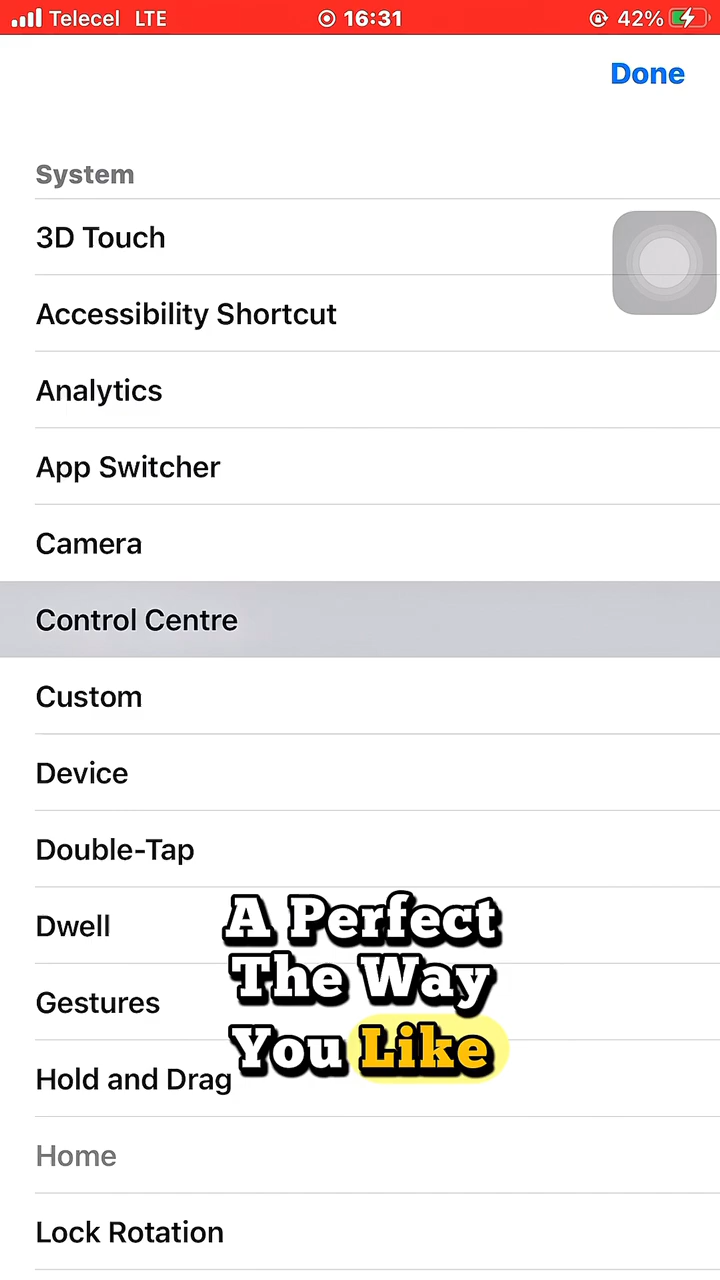 Telecel LTE 16:31 42%
Done
System
3D Touch
Accessibility Shortcut
Analytics
App Switcher
Camera
Control Centre
Custom
Device
Double-Tap
Dwell
Gestures
Hold and Drag
Home
Lock Rotation
A Perfect
The Way
You Like